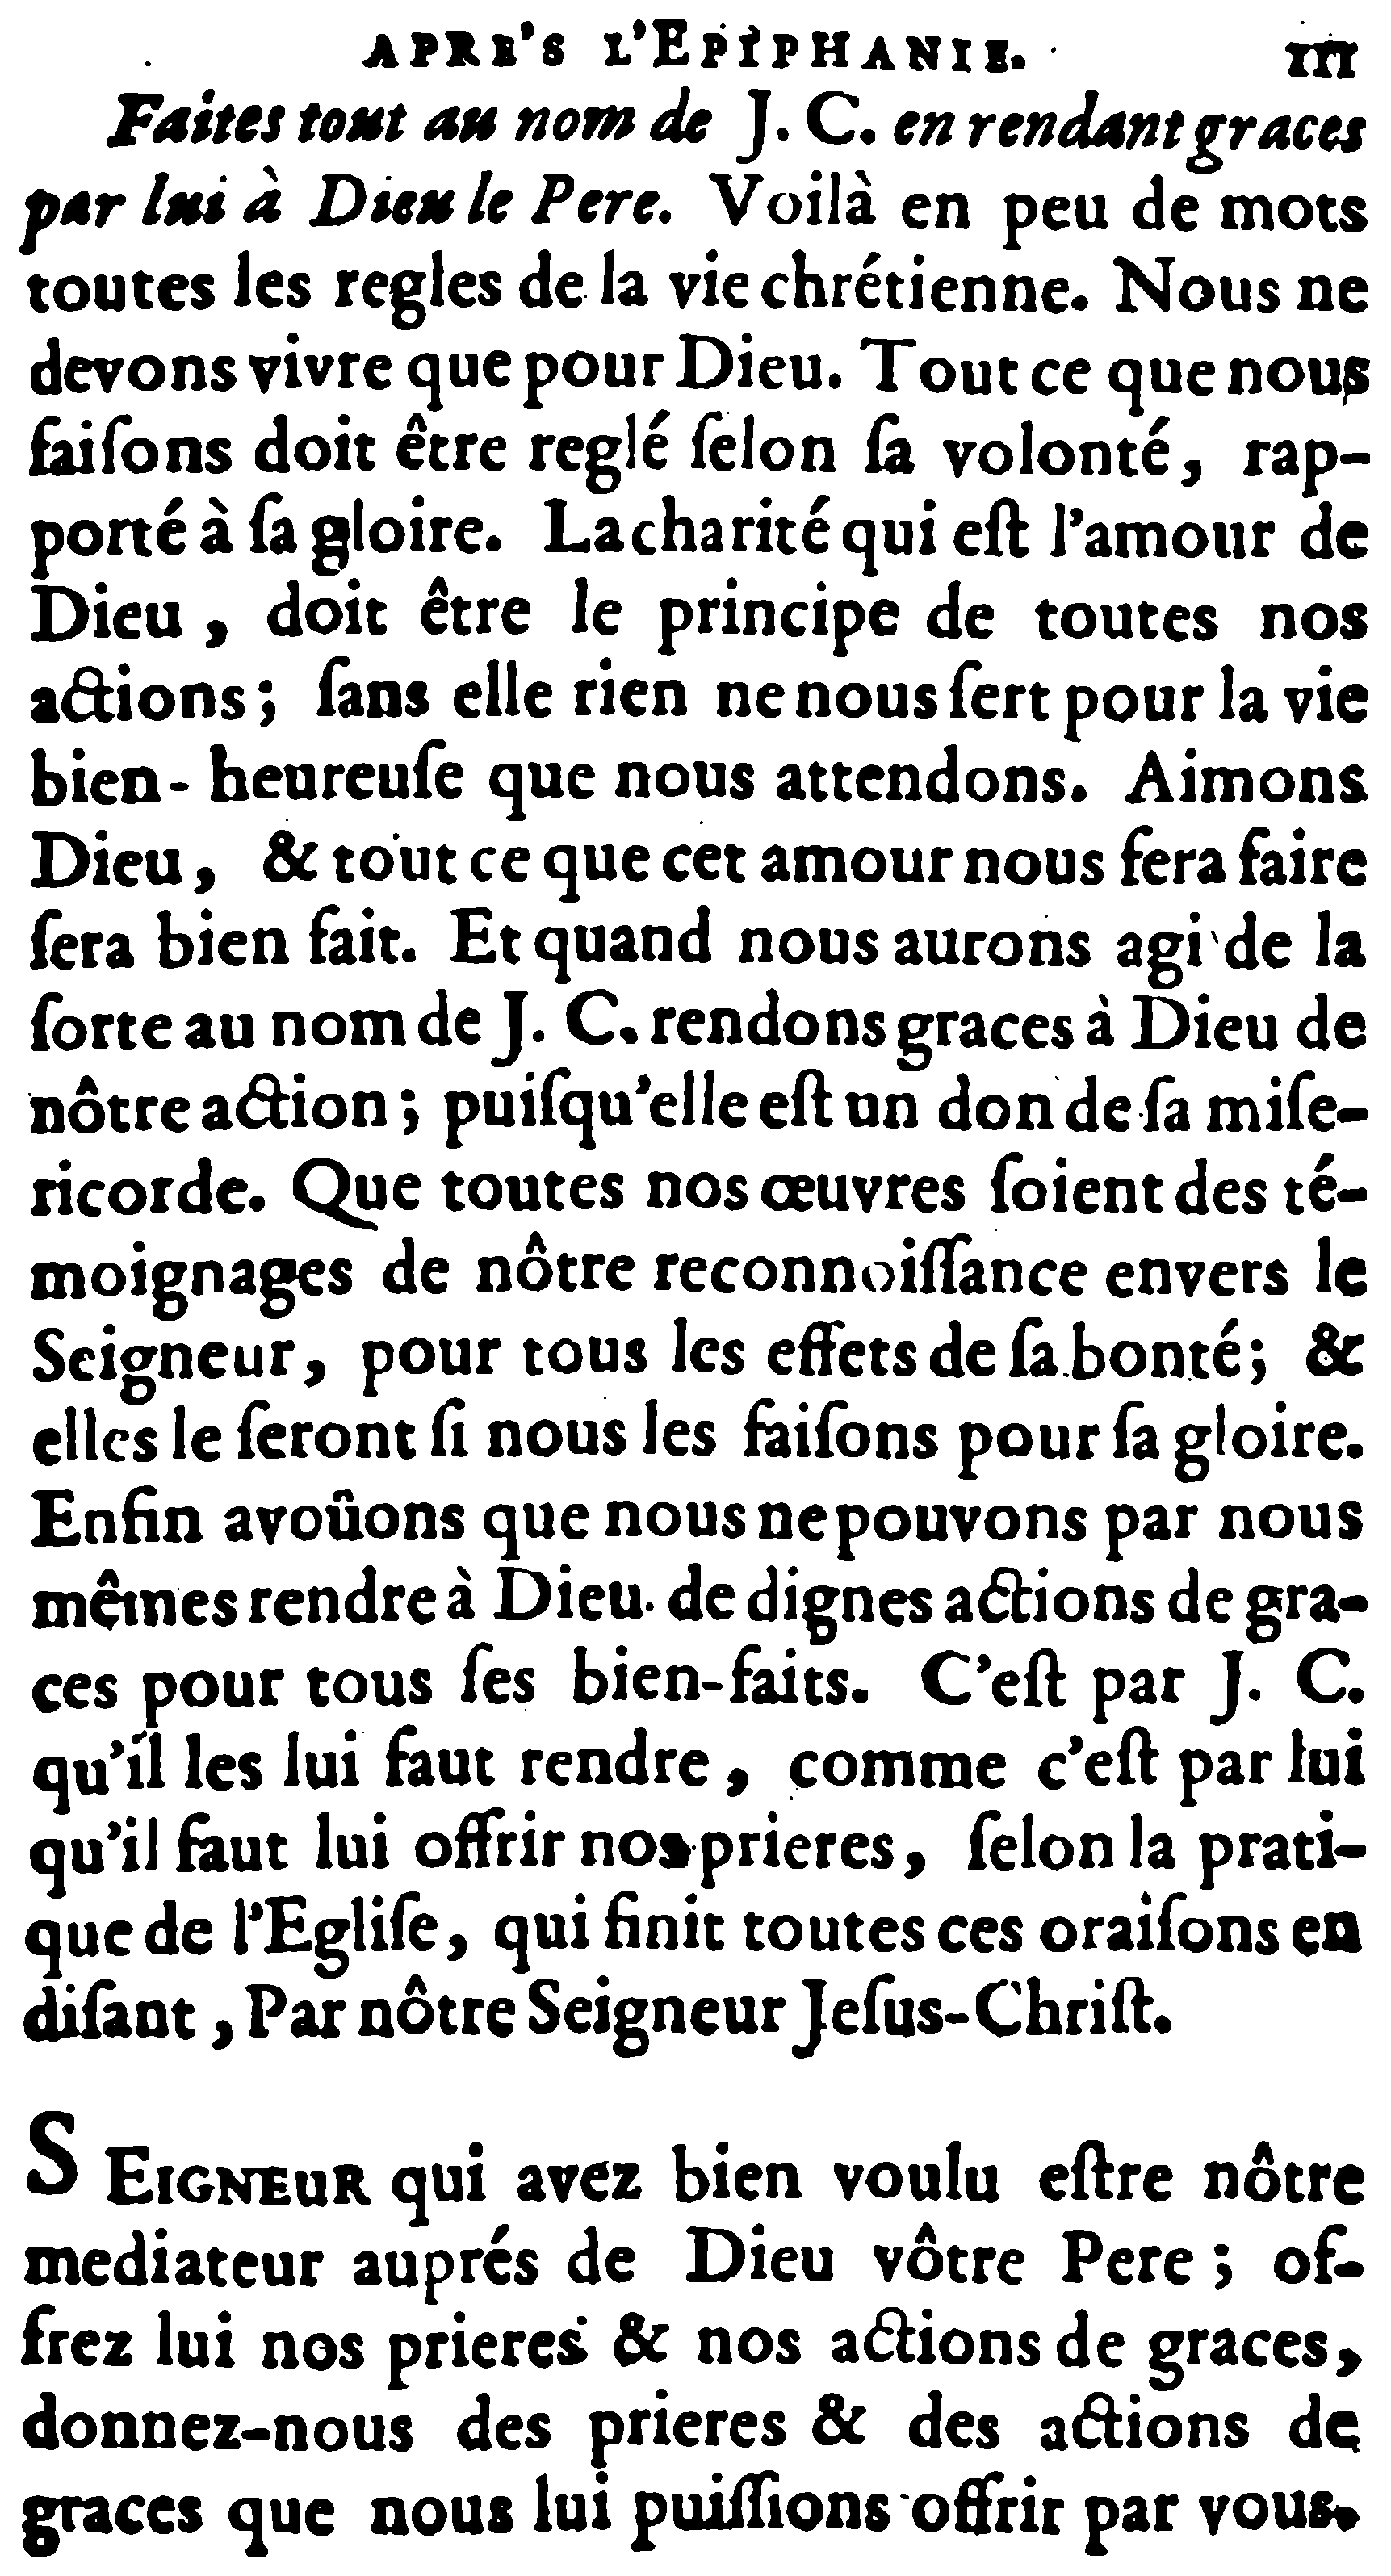 APRE'S L'EPIPHANIE. 111
Faites tout au nom de J. C. en rendant graces
par lui à Dieu le Pere. Voilà en peu de mots
toutes les regles de la vie chrétienne. Nous ne
devons vivre que pour Dieu. Tout ce que nous
faiſons doit être reglé ſelon ſa volonté, rap-
porté à ſa gloire. La charité qui eſt l'amour de
Dieu, doit être le principe de toutes nos
actions; ſans elle rien ne nous ſert pour la vie
bien-heureuſe que nous attendons. Aimons
Dieu, & tout ce que cet amour nous fera faire
ſera bien fait. Et quand nous aurons agi de la
ſorte au nom de J. C. rendons graces à Dieu de
nôtre action; puiſqu'elle eſt un don de ſa miſe-
ricorde. Que toutes nos œuvres ſoient des té-
moignages de nôtre reconnoiſſance envers le
Seigneur, pour tous les effets de ſa bonté; &
elles le ſeront ſi nous les faiſons pour ſa gloire.
Enfin avoûons que nous ne pouvons par nous
mêmes rendre à Dieu de dignes actions de gra-
ces pour tous ſes bien-faits. C'eſt par J. C.
qu'il les lui faut rendre, comme c'eſt par lui
qu'il faut lui offrir nos prieres, ſelon la prati-
que de l'Egliſe, qui finit toutes ces oraiſons en
diſant, Par nôtre Seigneur Jeſus-Chriſt.
SEIGNEUR qui avez bien voulu eſtre nôtre
mediateur auprés de Dieu vôtre Pere; of-
frez lui nos prieres & nos actions de graces,
donnez-nous des prieres & des actions de
graces que nous lui puiſſions offrir par vous.